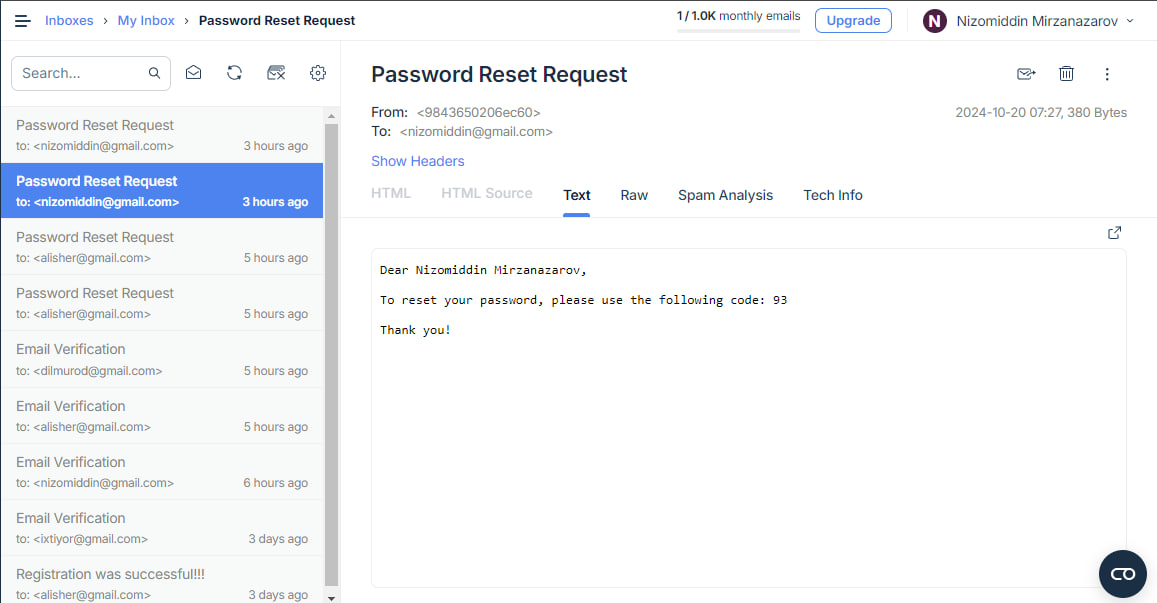 Inboxes › My Inbox › Password Reset Request
1 / 1.0K monthly emails
Upgrade
N
Nizomiddin Mirzanazarov
Search...
Password Reset Request
to: <nizomiddin@gmail.com> 3 hours ago
Password Reset Request
to: <nizomiddin@gmail.com> 3 hours ago
Password Reset Request
to: <alisher@gmail.com> 5 hours ago
Password Reset Request
to: <alisher@gmail.com> 5 hours ago
Email Verification
to: <dilmurod@gmail.com> 5 hours ago
Email Verification
to: <alisher@gmail.com> 5 hours ago
Email Verification
to: <nizomiddin@gmail.com> 6 hours ago
Email Verification
to: <ixtiyor@gmail.com> 3 days ago
Registration was successful!!!
to: <alisher@gmail.com> 3 days ago
Password Reset Request
From: <9843650206ec60>
2024-10-20 07:27, 380 Bytes
To: <nizomiddin@gmail.com>
Show Headers
HTML HTML Source Text Raw Spam Analysis Tech Info
Dear Nizomiddin Mirzanazarov,
To reset your password, please use the following code: 93
Thank you!